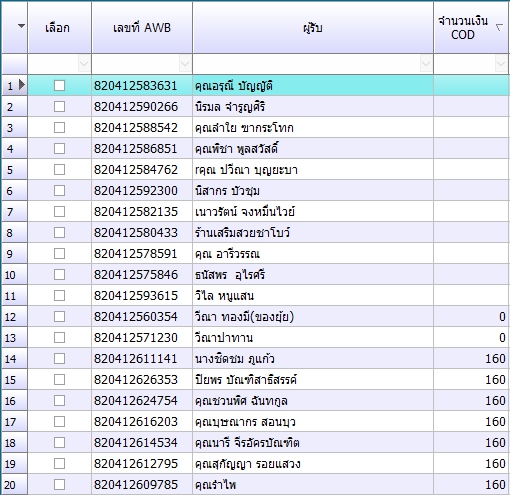 เลือก เลขที่ AWB ผู้รับ จำนวนเงิน COD
1 820412583631 คุณอรุณี บัญญัติ
2 820412590266 นิรมล จำรูญศิริ
3 820412588542 คุณลำใย ขากระโทก
4 820412586851 คุณพิชา พูลสวัสดิ์
5 820412584762 rคุณ ปวีณา บุญยะบา
6 820412592300 นิสากร บัวชุม
7 820412582135 เนาวรัตน์ จงหมื่นไวย์
8 820412580433 ร้านเสริมสวยชาโบว์
9 820412578591 คุณ อารีวรรณ
10 820412575846 ธนัสพร อุไรศรี
11 820412593615 วิไล หนูแสน
12 820412560354 วีณา ทองมี(ของยุ้ย) 0
13 820412571230 วีณาปาทาน 0
14 820412611141 นางชิดชม ภูแก้ว 160
15 820412626353 ปิยพร บัณฑิสาธิสรรค์ 160
16 820412624754 คุณชวนพิศ ฉันทกูล 160
17 820412616203 คุณบุษณากร สอนบุว 160
18 820412614534 คุณนารี จิรอัครบัณฑิต 160
19 820412612795 คุณสุกัญญา รอยแสวง 160
20 820412609785 คุณรำไพ 160